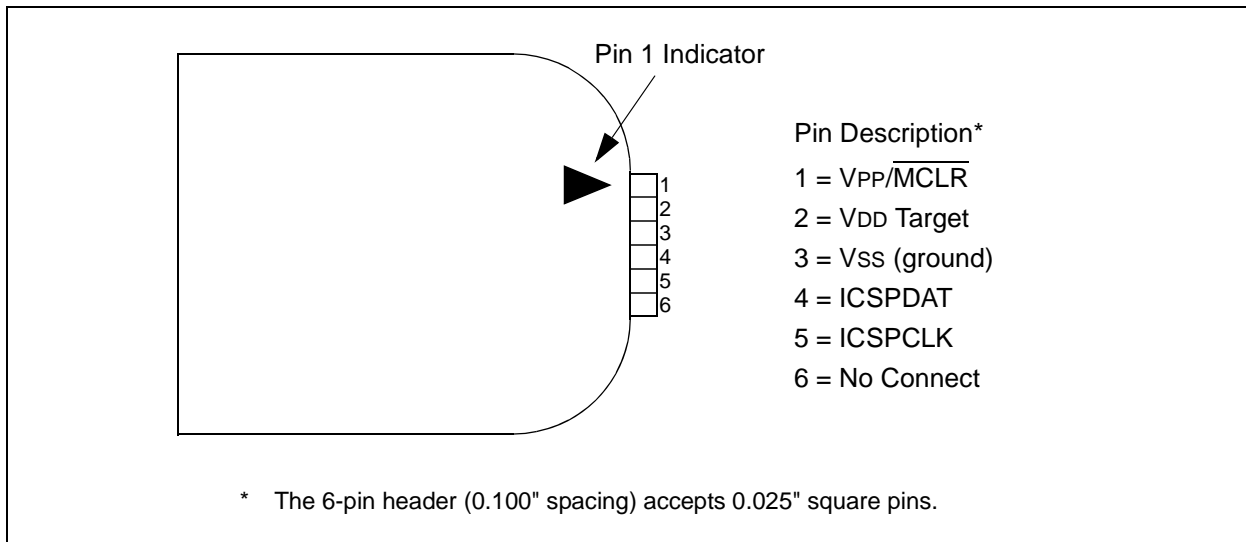 Pin 1 Indicator
Pin Description*
1 = VPP/MCLR
2 = VDD Target
3 = VSS (ground)
4 = ICSPDAT
5 = ICSPCLK
6 = No Connect
1
2
3
4
5
6
* The 6-pin header (0.100" spacing) accepts 0.025" square pins.